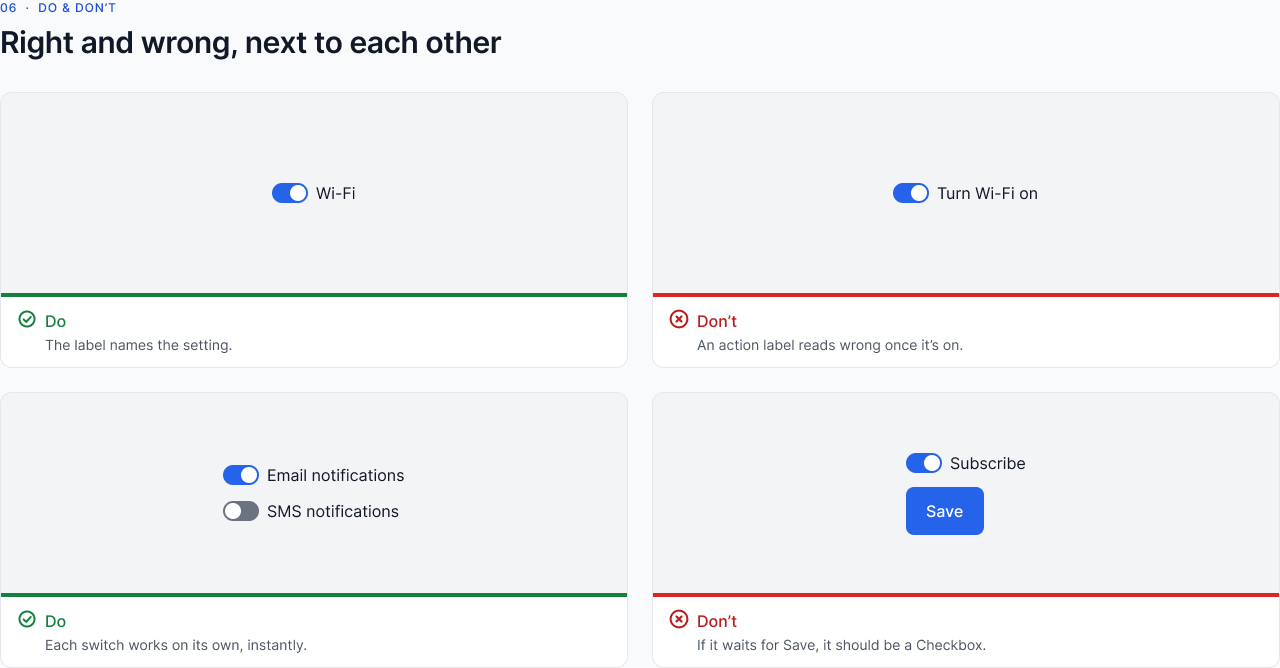 06 · DO & DON’T
Right and wrong, next to each other
Wi-Fi
Do
The label names the setting.
Turn Wi-Fi on
Don’t
An action label reads wrong once it’s on.
Email notifications
SMS notifications
Do
Each switch works on its own, instantly.
Subscribe
Save
Don’t
If it waits for Save, it should be a Checkbox.